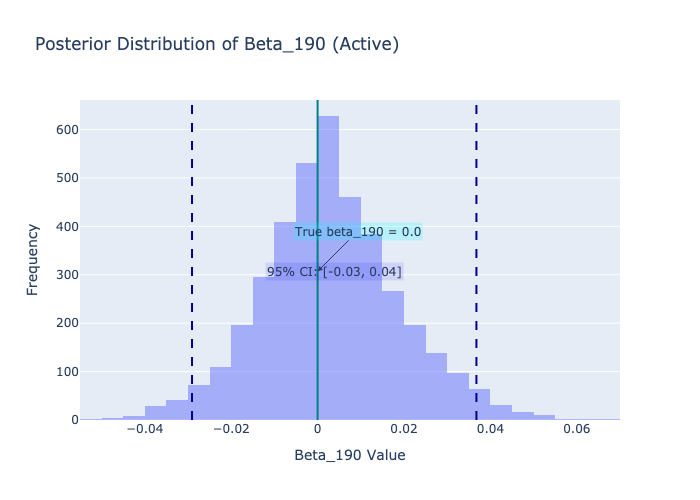 Posterior Distribution of Beta_190 (Active)
600
500
400
300
200
100
0
Frequency
True beta_190 = 0.0
95% CI: [-0.03, 0.04]
−0.04
−0.02
0
0.02
0.04
0.06
Beta_190 Value